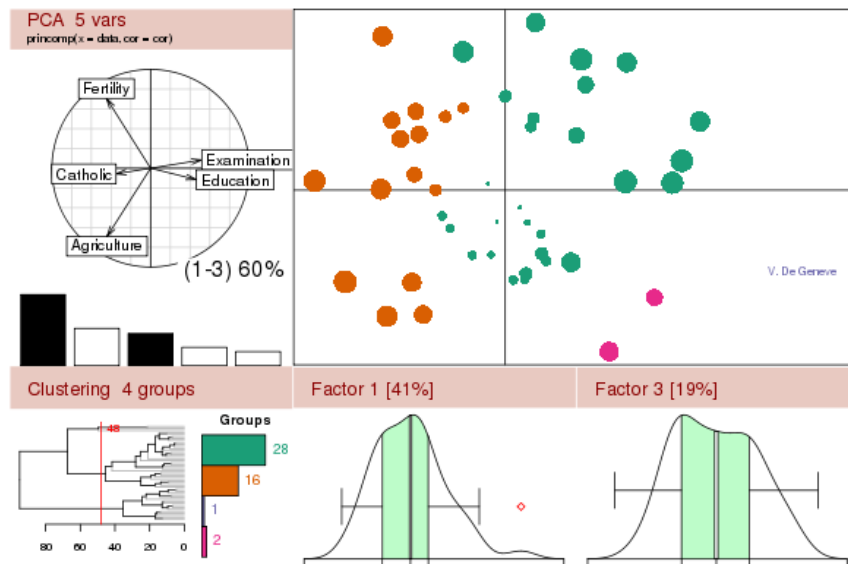 PCA 5 vars
princomp(x = data, cor = cor)
Fertility
Examination
Catholic
Education
Agriculture
(1-3) 60%
V. De Geneve
Clustering 4 groups
Factor 1 [41%]
Factor 3 [19%]
Groups
48
28
16
1
2
80 60 40 20 0